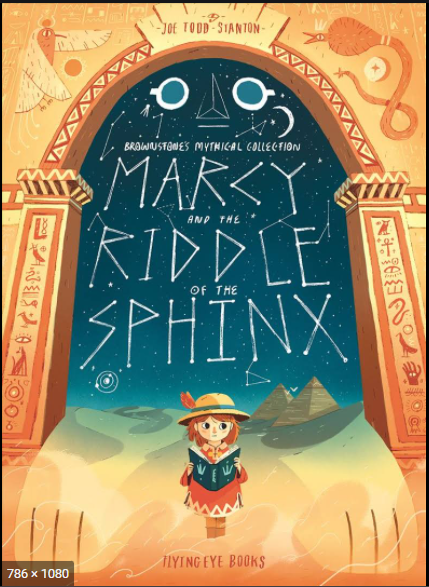 -JOE TODD-STANTON-
BROWNSTONE'S MYTHICAL COLLECTION
MARCY
AND THE
RIDDLE
OF THE
SPHINX
FLYING EYE BOOKS
786 × 1080